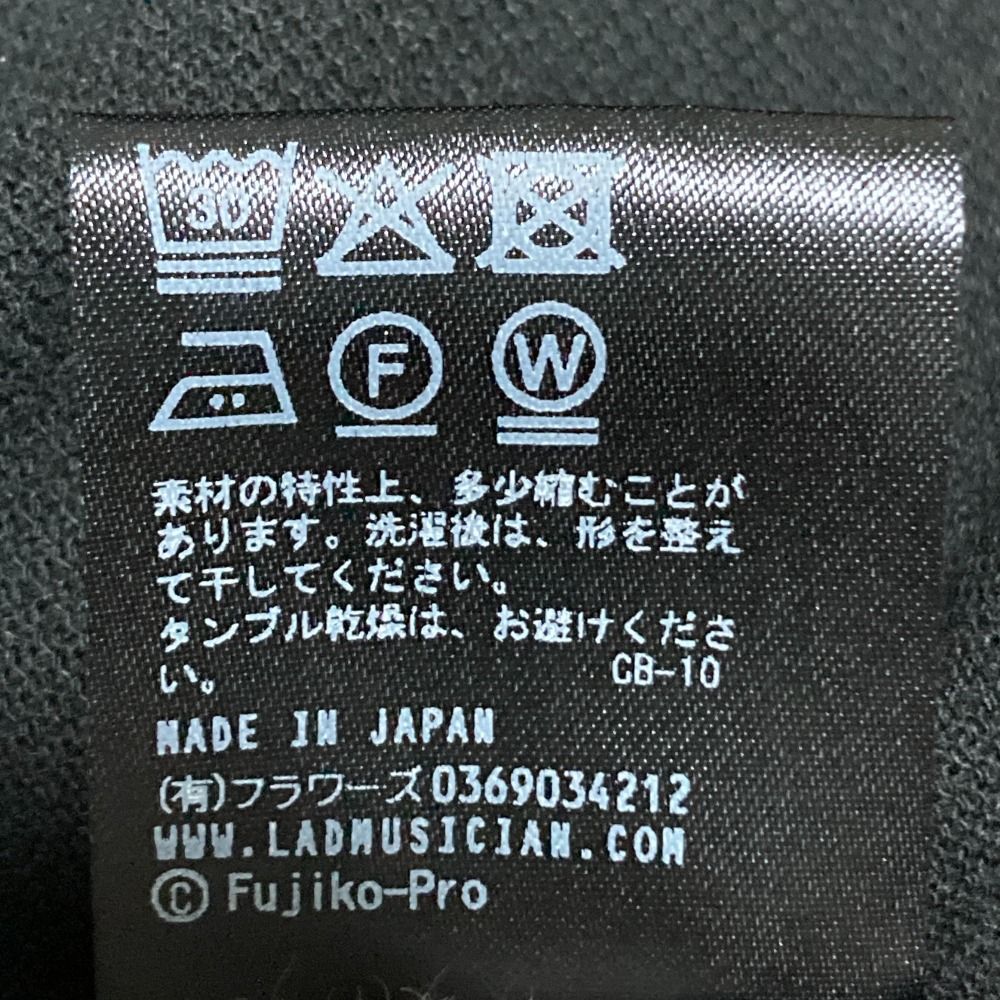 30
F W
素材の特性上、多少縮むことが
あります。洗濯後は、形を整え
て干してください。
タンブル乾燥は、お避けくださ
い。 CB-10
MADE IN JAPAN
(有)フラワーズ0369034212
WWW.LADMUSICIAN.COM
©Fujiko-Pro